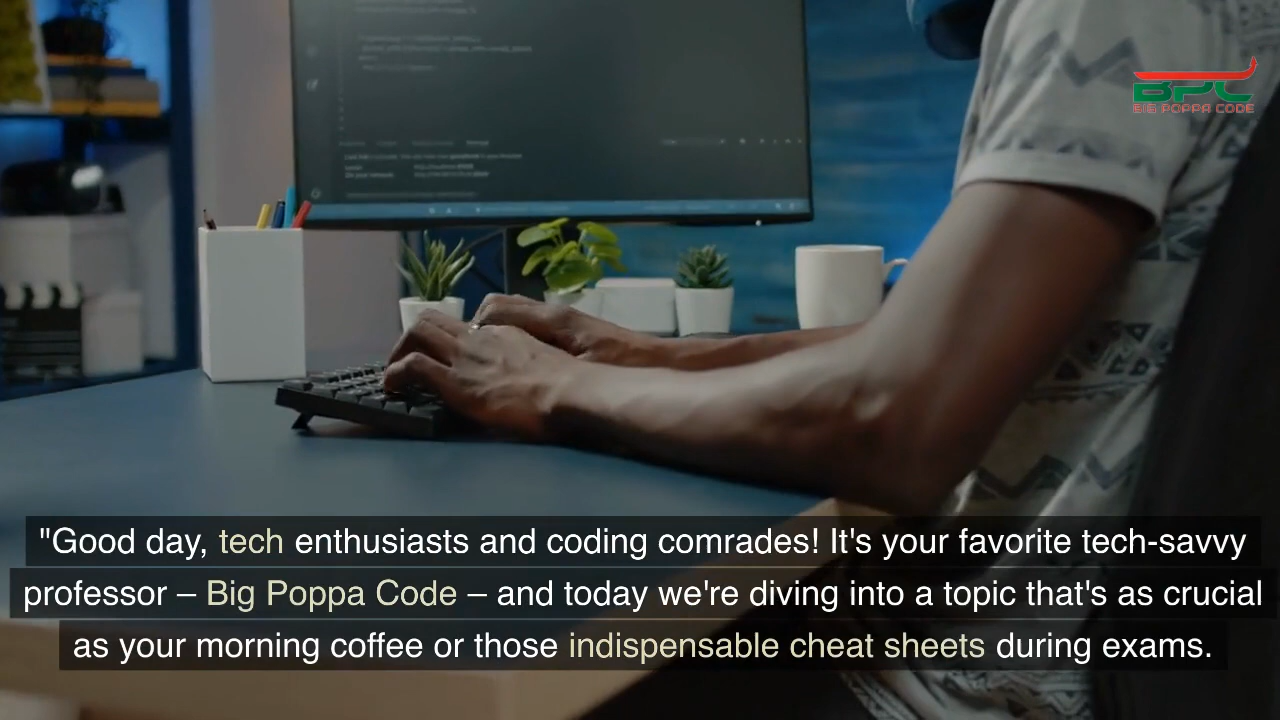 BPC
BIG POPPA CODE
"Good day, tech enthusiasts and coding comrades! It's your favorite tech-savvy
professor – Big Poppa Code – and today we're diving into a topic that's as crucial
as your morning coffee or those indispensable cheat sheets during exams.